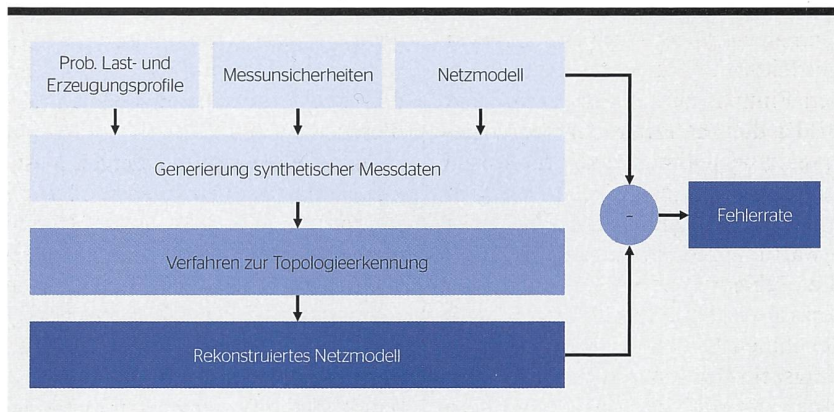 Prob. Last- und
Erzeugungsprofile
Messunsicherheiten
Netzmodell
Generierung synthetischer Messdaten
Verfahren zur Topologieerkennung
Rekonstruiertes Netzmodell
-
Fehlerrate